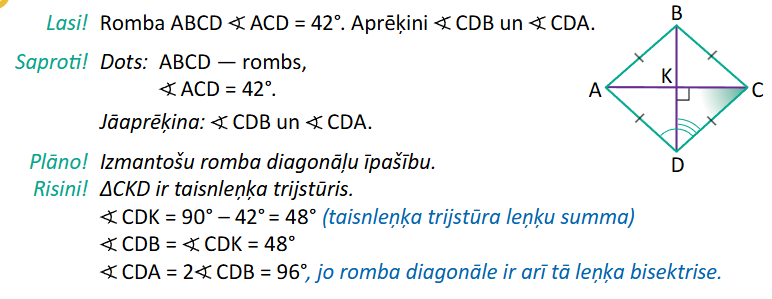 Lasi! Romba ABCD ∢ ACD = 42°. Aprēķini ∢ CDB un ∢ CDA.
Saproti! Dots: ABCD — rombs,
∢ ACD = 42°.
Jāaprēķina: ∢ CDB un ∢ CDA.
Plāno! Izmantošu romba diagonāļu īpašību.
Risini! ΔCKD ir taisnleņķa trijstūris.
∢ CDK = 90° – 42° = 48° (taisnleņķa trijstūra leņķu summa)
∢ CDB = ∢ CDK = 48°
∢ CDA = 2∢ CDB = 96°, jo romba diagonāle ir arī tā leņķa bisektrise.
B
K
A
C
D